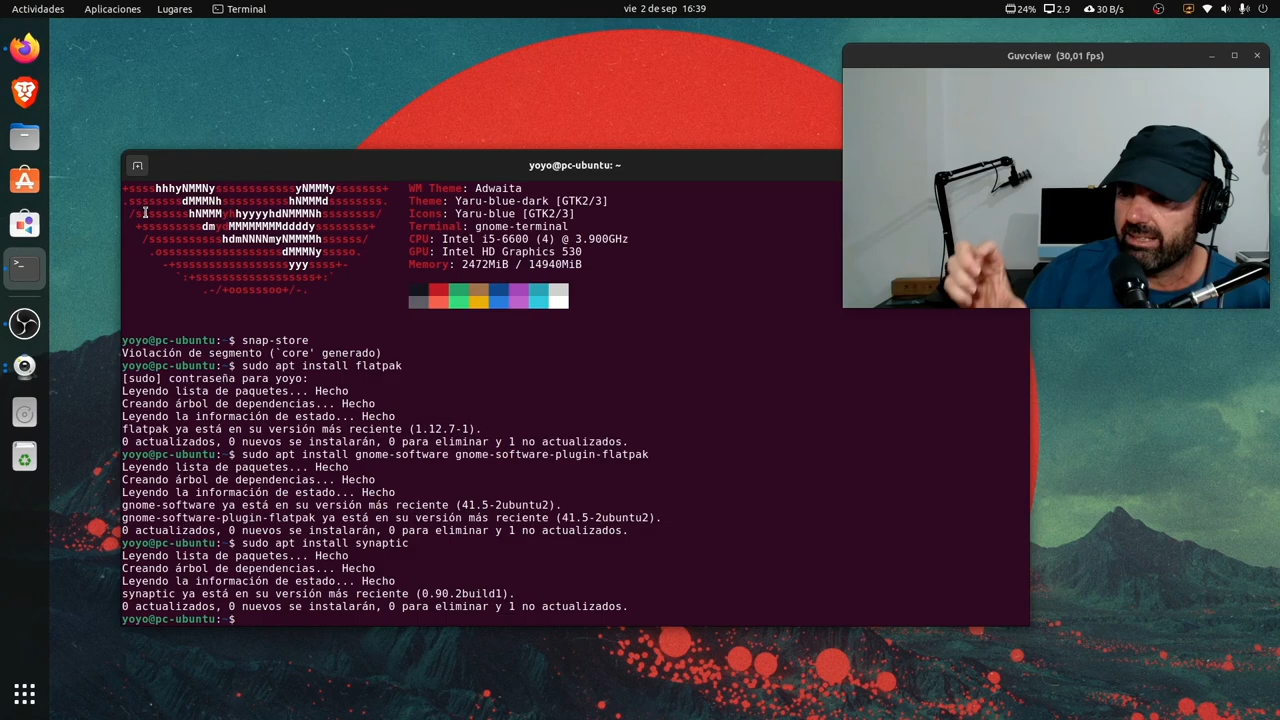 Actividades Aplicaciones Lugares Terminal vie 2 de sep 16:39 24% 2.9 30 B/s
Guvcview (30,01 fps)
yoyo@pc-ubuntu: ~
+sssshhhyNMMNyssssssssssssyNMMMysssssss+ WM Theme: Adwaita
.ssssssssdMMMNhsssssssssshNMMMdssssssss. Theme: Yaru-blue-dark [GTK2/3]
/ssssssshNMMMyhhyyyyhdNMMMNhssssssss/ Icons: Yaru-blue [GTK2/3]
+sssssssssdmydMMMMMMMMddddyssssssss+ Terminal: gnome-terminal
/ssssssssssshdmNNNNmyNMMMMhssssss/ CPU: Intel i5-6600 (4) @ 3.900GHz
.ossssssssssssssssssdMMMNysssso. GPU: Intel HD Graphics 530
-+sssssssssssssssssyyyssss+- Memory: 2472MiB / 14940MiB
`:+ssssssssssssssssss+:`
.-/+oossssoo+/-.
yoyo@pc-ubuntu:~$ snap-store
Violación de segmento (`core' generado)
yoyo@pc-ubuntu:~$ sudo apt install flatpak
[sudo] contraseña para yoyo:
Leyendo lista de paquetes... Hecho
Creando árbol de dependencias... Hecho
Leyendo la información de estado... Hecho
flatpak ya está en su versión más reciente (1.12.7-1).
0 actualizados, 0 nuevos se instalarán, 0 para eliminar y 1 no actualizados.
yoyo@pc-ubuntu:~$ sudo apt install gnome-software gnome-software-plugin-flatpak
Leyendo lista de paquetes... Hecho
Creando árbol de dependencias... Hecho
Leyendo la información de estado... Hecho
gnome-software ya está en su versión más reciente (41.5-2ubuntu2).
gnome-software-plugin-flatpak ya está en su versión más reciente (41.5-2ubuntu2).
0 actualizados, 0 nuevos se instalarán, 0 para eliminar y 1 no actualizados.
yoyo@pc-ubuntu:~$ sudo apt install synaptic
Leyendo lista de paquetes... Hecho
Creando árbol de dependencias... Hecho
Leyendo la información de estado... Hecho
synaptic ya está en su versión más reciente (0.90.2build1).
0 actualizados, 0 nuevos se instalarán, 0 para eliminar y 1 no actualizados.
yoyo@pc-ubuntu:~$